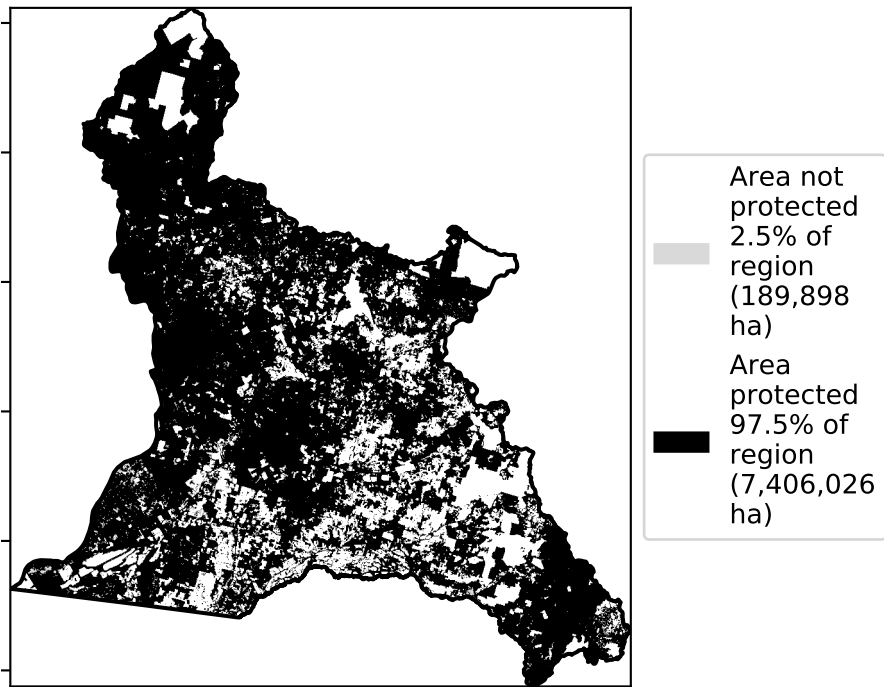 Area not
protected
2.5% of
region
(189,898
ha)
Area
protected
97.5% of
region
(7,406,026
ha)